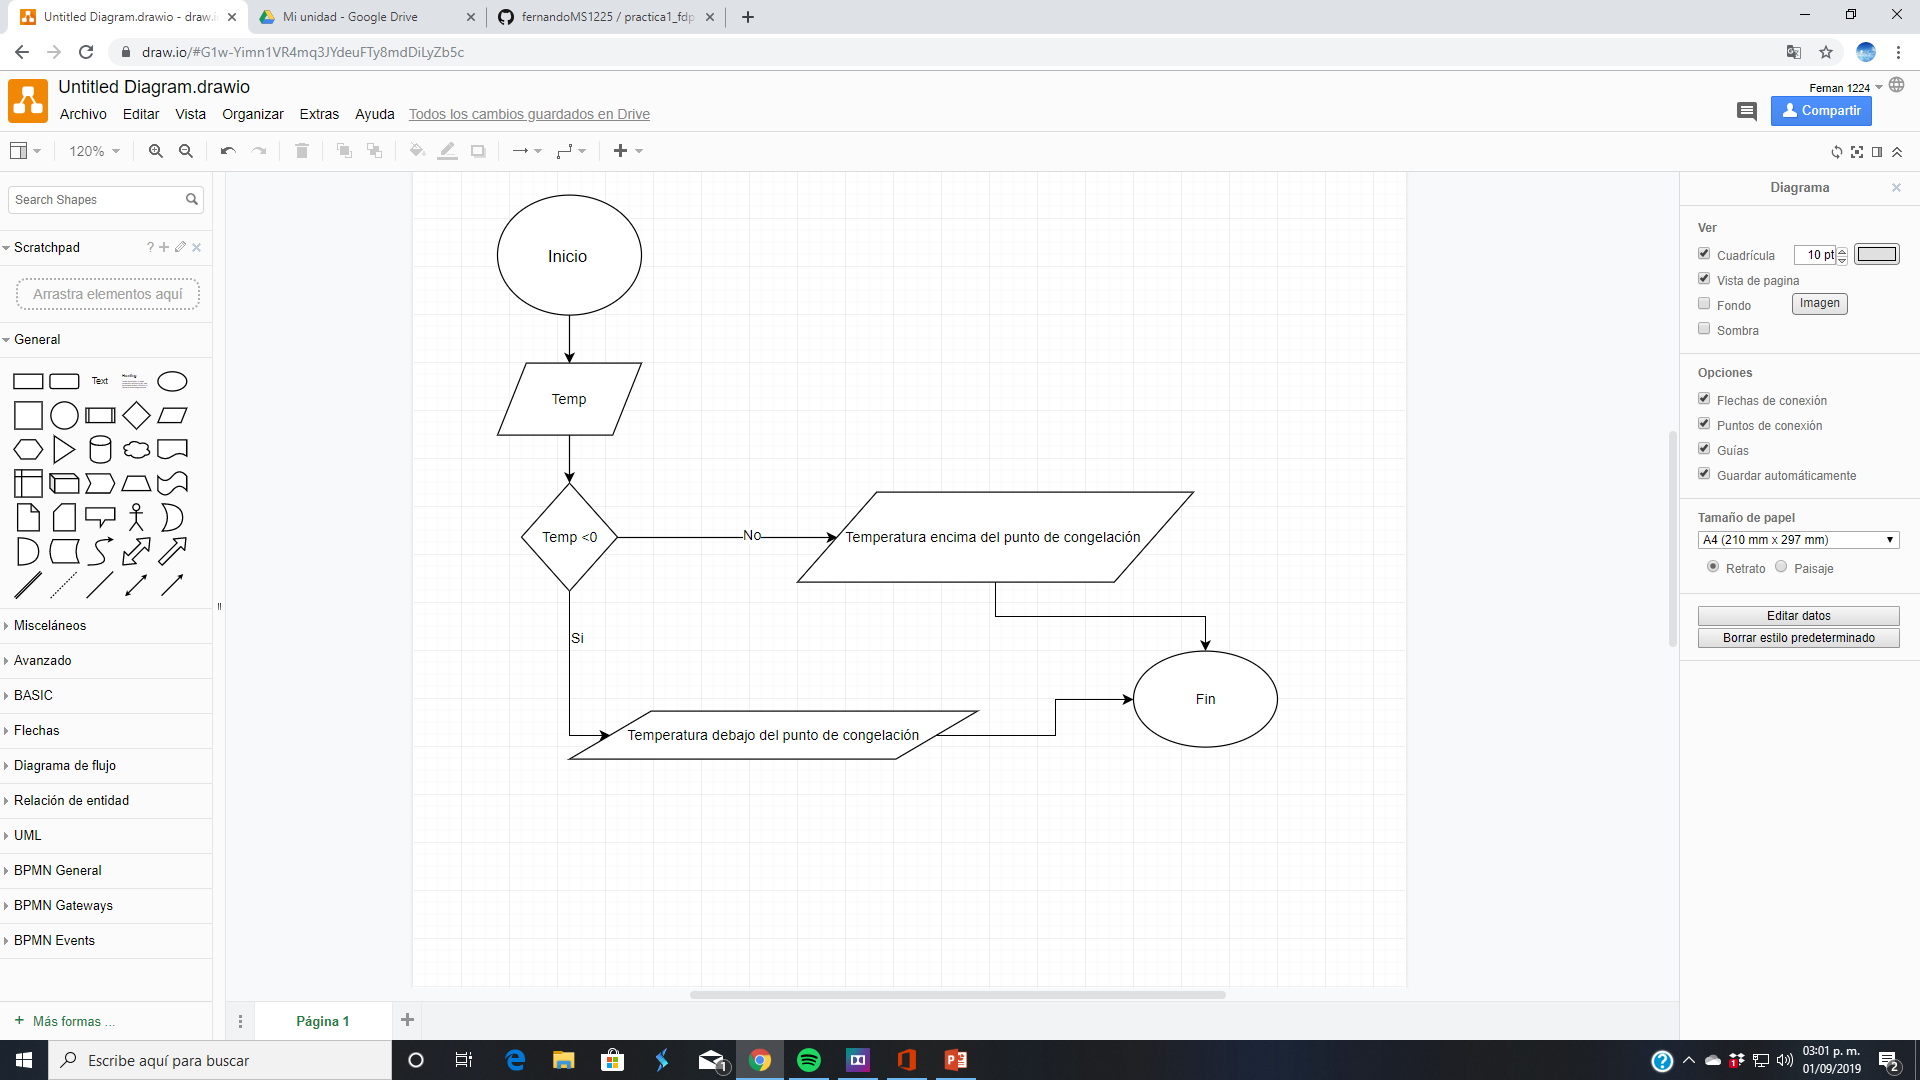 Untitled Diagram.drawio - draw.i
Mi unidad - Google Drive
fernandoMS1225 / practica1_fdp
draw.io/#G1w-Yimn1VR4mq3JYdeuFTy8mdDiLyZb5c
Untitled Diagram.drawio
Archivo Editar Vista Organizar Extras Ayuda Todos los cambios guardados en Drive
Fernan 1224
Compartir
120%
Search Shapes
Scratchpad
?
Arrastra elementos aquí
General
Text
Heading
Misceláneos
Avanzado
BASIC
Flechas
Diagrama de flujo
Relación de entidad
UML
BPMN General
BPMN Gateways
BPMN Events
+ Más formas ...
Inicio
Temp
Temp <0
No
Temperatura encima del punto de congelación
Si
Temperatura debajo del punto de congelación
Fin
Página 1
Diagrama
Ver
Cuadrícula 10 pt
Vista de pagina
Fondo Imagen
Sombra
Opciones
Flechas de conexión
Puntos de conexión
Guías
Guardar automáticamente
Tamaño de papel
A4 (210 mm x 297 mm)
Retrato Paisaje
Editar datos
Borrar estilo predeterminado
Escribe aquí para buscar
1
1
03:01 p. m.
01/09/2019
2